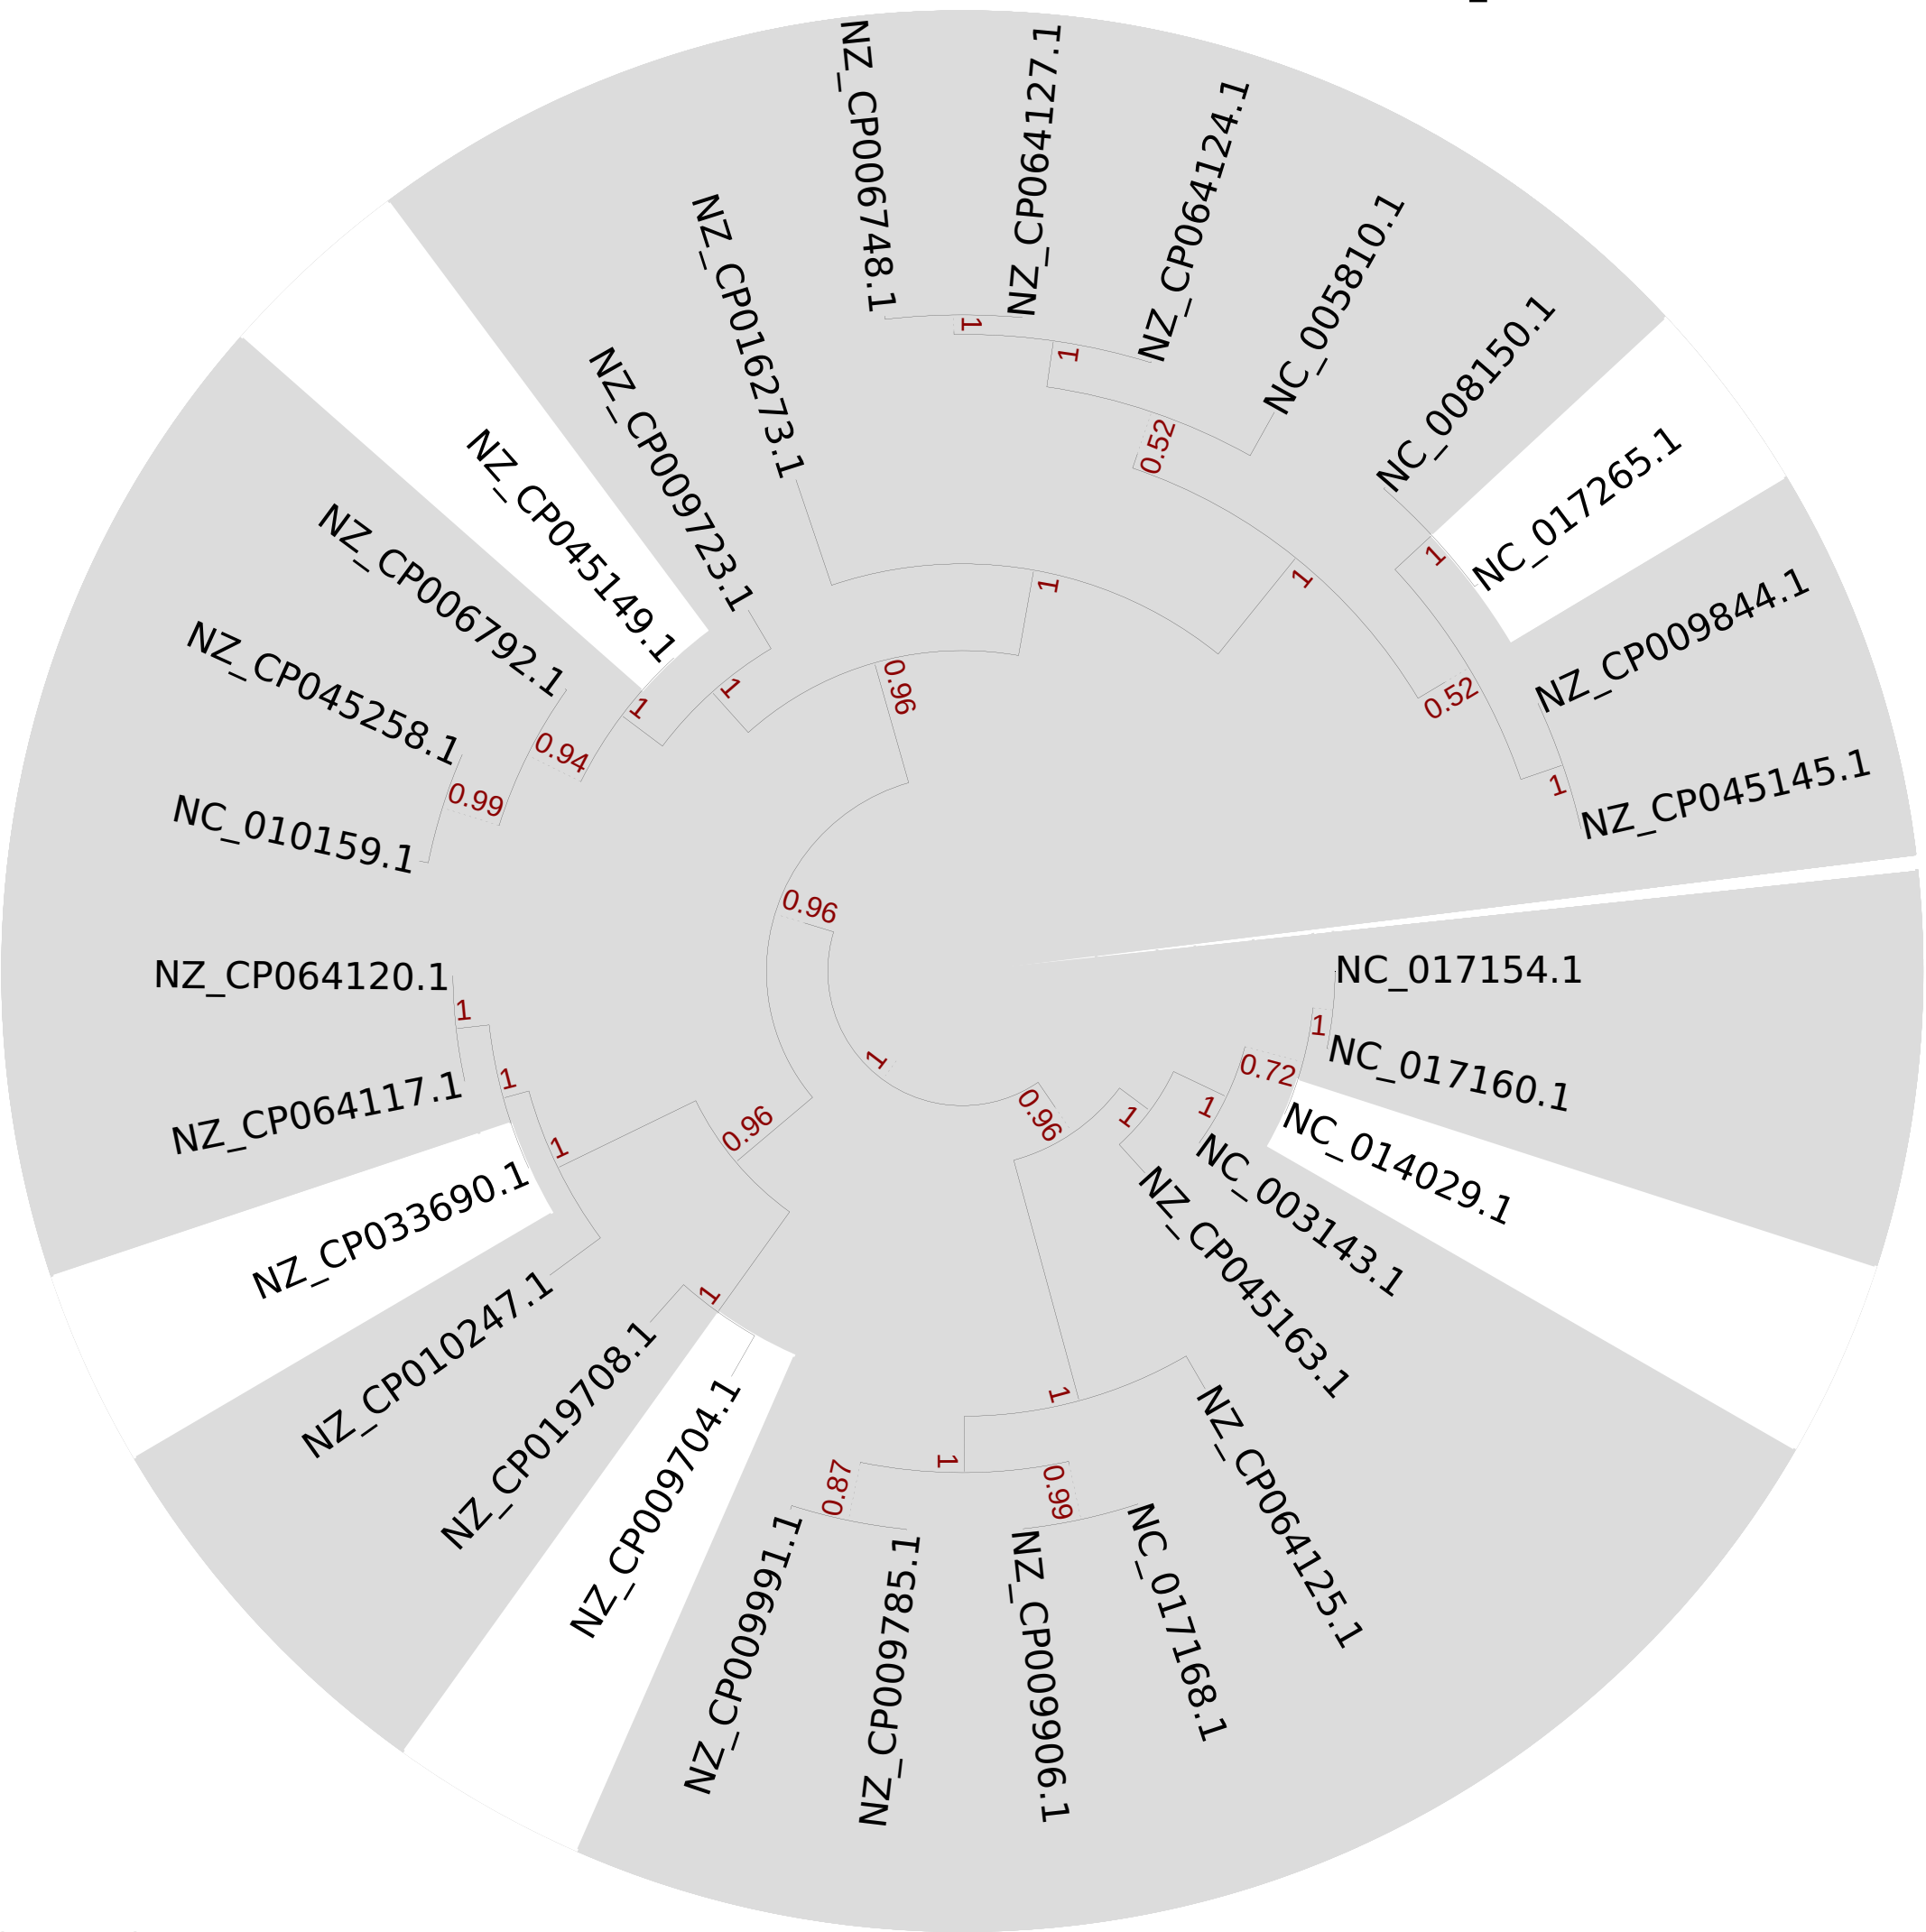 NZ_CP006748.1
NZ_CP064127.1
NZ_CP064124.1
NC_005810.1
NC_008150.1
NC_017265.1
NZ_CP009844.1
NZ_CP045145.1
NC_017154.1
NC_017160.1
NC_014029.1
NC_003143.1
NZ_CP045163.1
NZ_CP064125.1
NC_017168.1
NZ_CP009906.1
NZ_CP009785.1
NZ_CP009991.1
NZ_CP009704.1
NZ_CP019708.1
NZ_CP010247.1
NZ_CP033690.1
NZ_CP064117.1
NZ_CP064120.1
NC_010159.1
NZ_CP045258.1
NZ_CP006792.1
NZ_CP045149.1
NZ_CP009723.1
NZ_CP016273.1
1
1
0.52
1
1
0.52
1
1
0.96
1
1
0.94
0.99
0.96
1
0.96
1
1
1
1
0.96
1
1
0.72
1
1
1
0.87
0.99